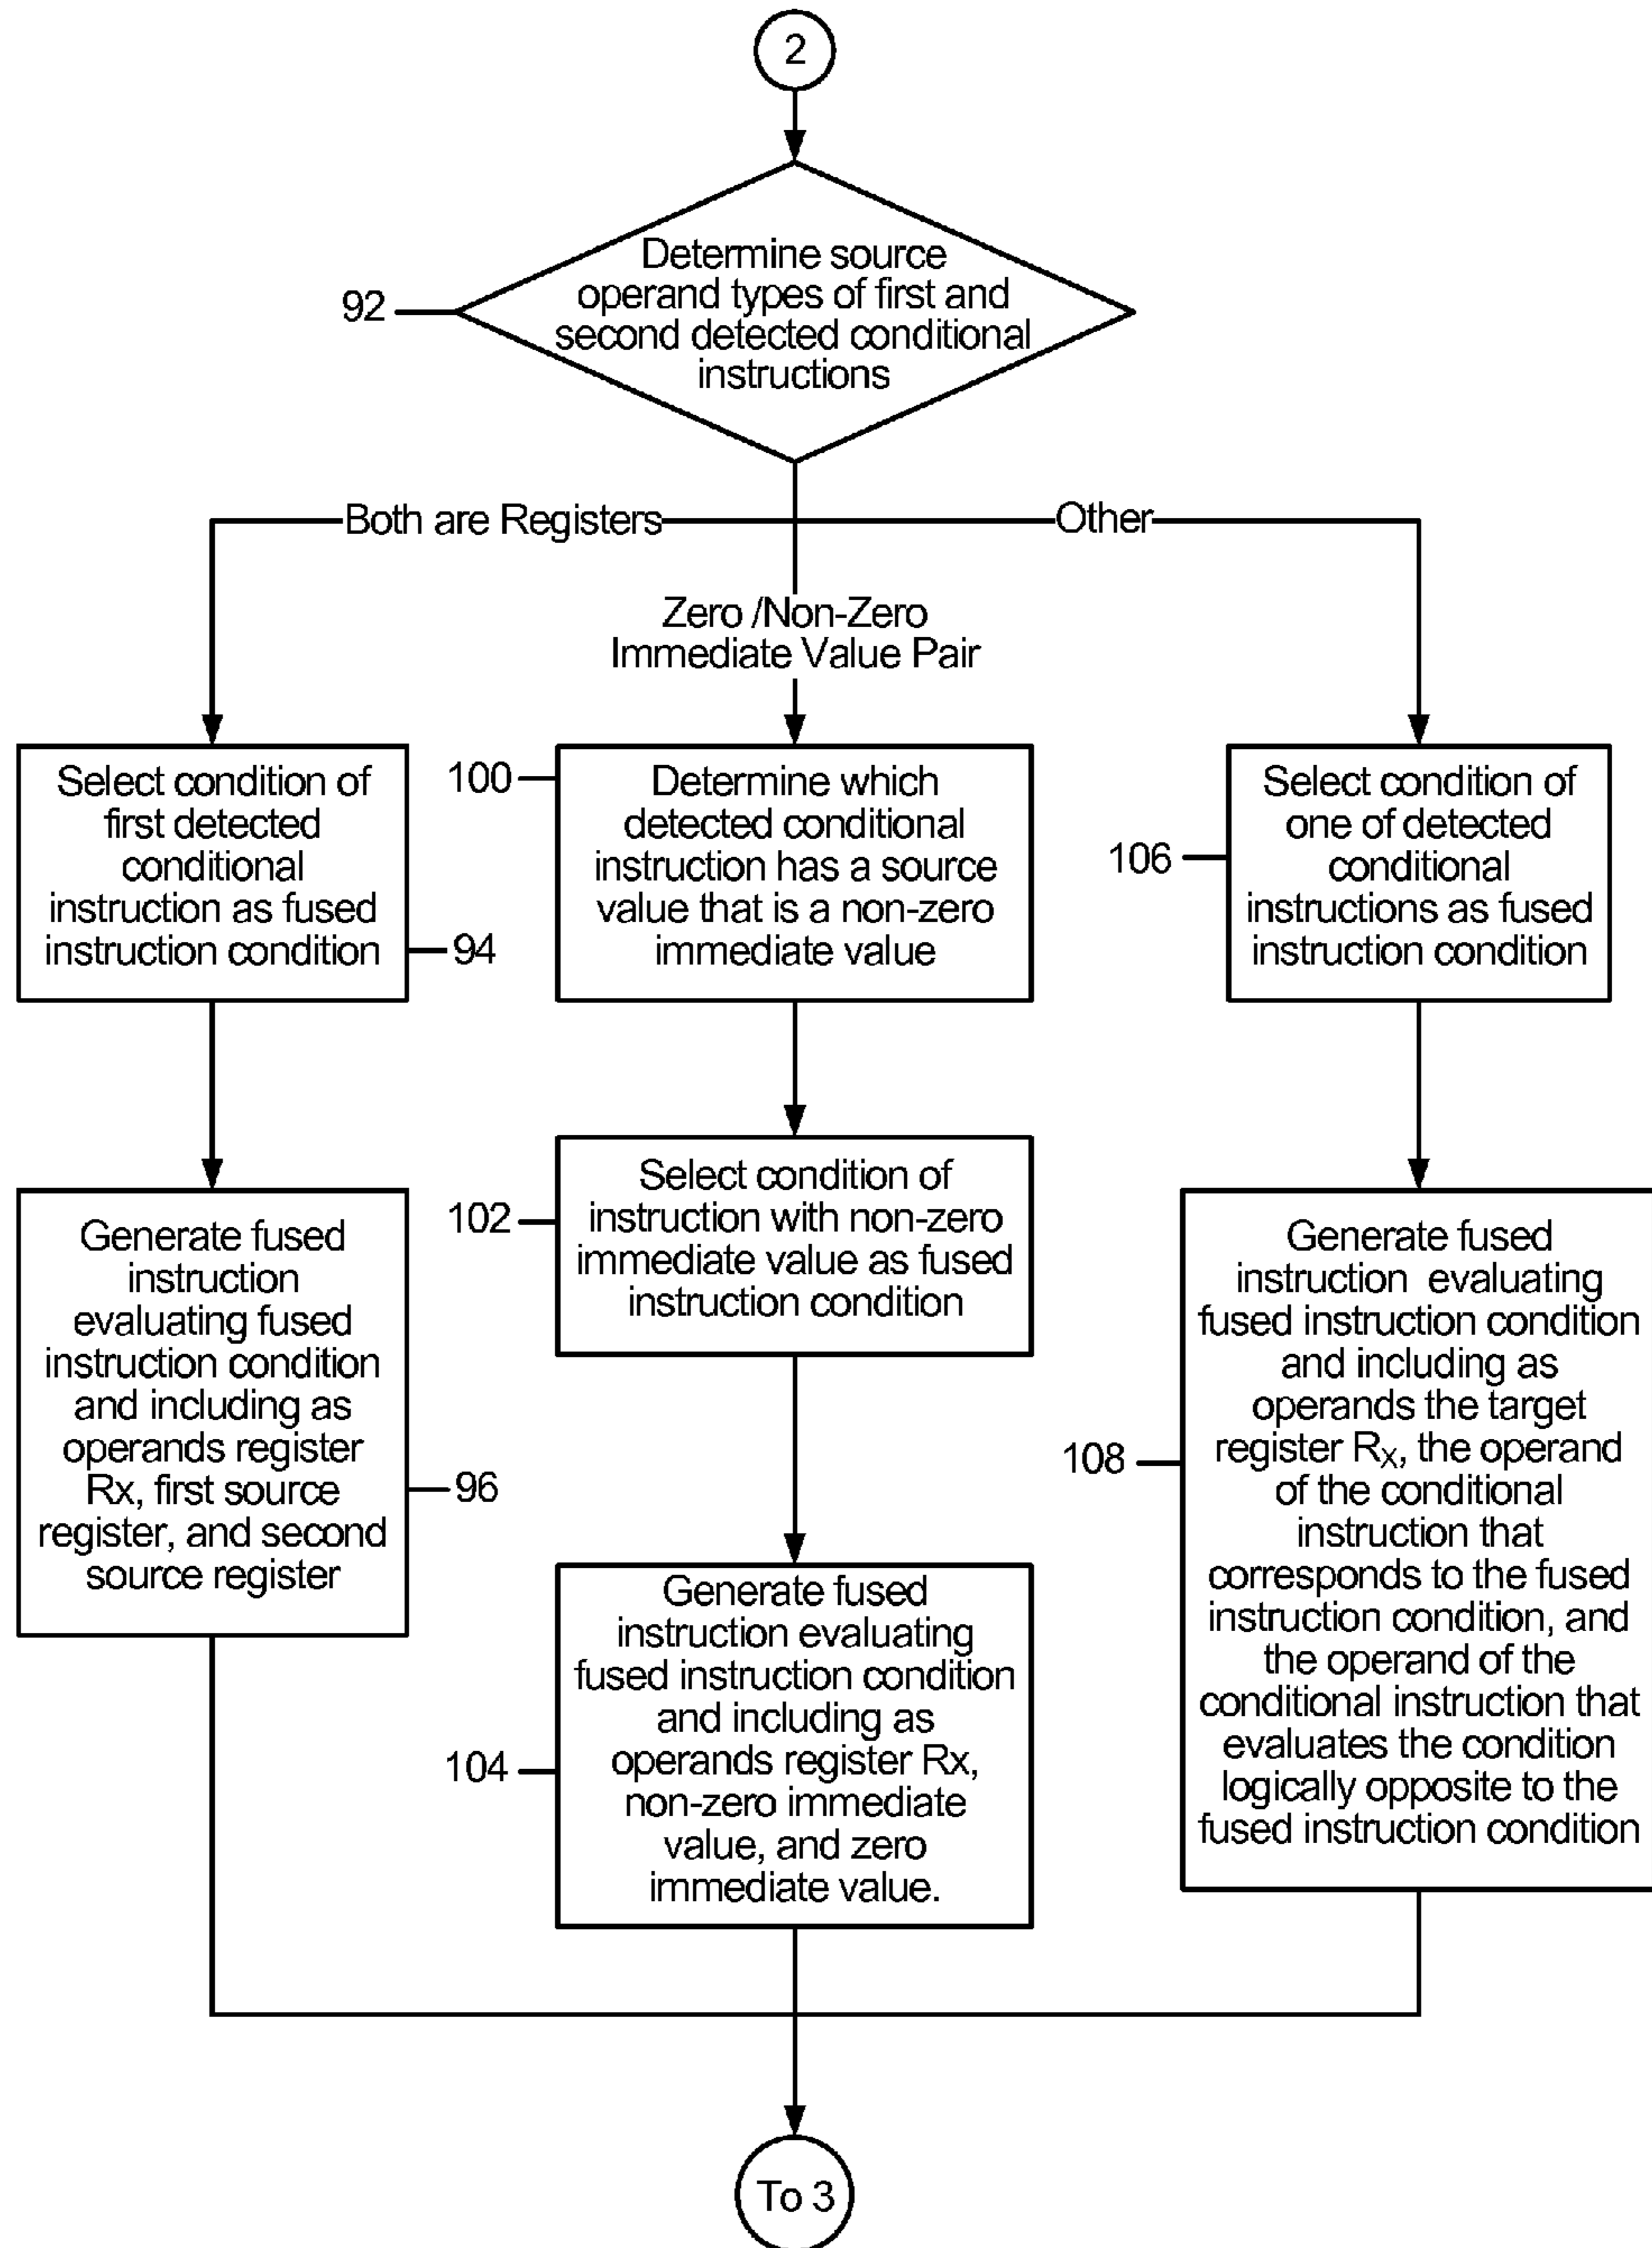 2
Determine source
operand types of first and
second detected conditional
instructions
92
Both are Registers
Other
Zero /Non-Zero
Immediate Value Pair
Select condition of
first detected
conditional
instruction as fused
instruction condition
94
100
Determine which
detected conditional
instruction has a source
value that is a non-zero
immediate value
106
Select condition of
one of detected
conditional
instructions as fused
instruction condition
Generate fused
instruction
evaluating fused
instruction condition
and including as
operands register
Rx, first source
register, and second
source register
96
102
Select condition of
instruction with non-zero
immediate value as fused
instruction condition
104
Generate fused
instruction evaluating
fused instruction condition
and including as
operands register Rx,
non-zero immediate
value, and zero
immediate value.
108
Generate fused
instruction evaluating
fused instruction condition
and including as
operands the target
register RX, the operand
of the conditional
instruction that
corresponds to the fused
instruction condition, and
the operand of the
conditional instruction that
evaluates the condition
logically opposite to the
fused instruction condition
To 3